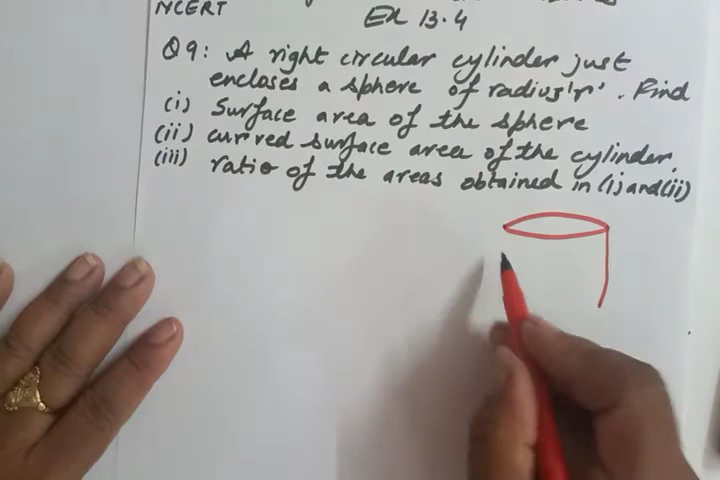 NCERT
Ex 13.4
Q9: A right circular cylinder just
encloses a sphere of radius 'r'. Find
(i) Surface area of the sphere
(ii) curved surface area of the cylinder.
(iii) ratio of the areas obtained in (i) and (ii)